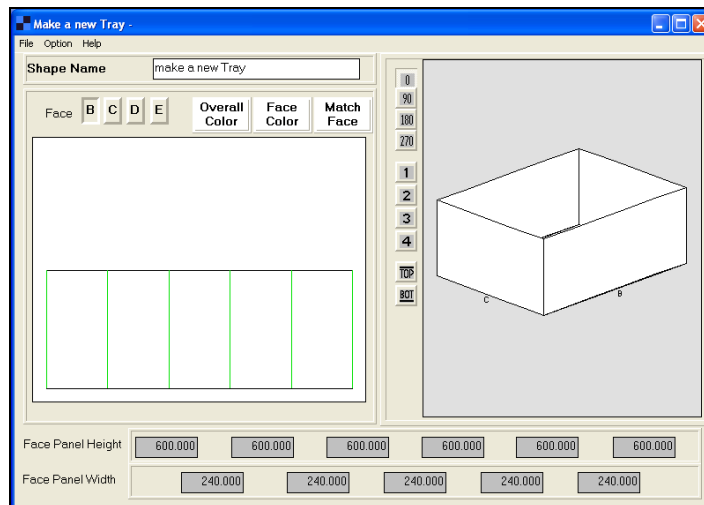 Make a new Tray -
File Option Help
Shape Name make a new Tray
Face B C D E Overall Color Face Color Match Face
0
90
180
270
1
2
3
4
TOP
BOT
C B
Face Panel Height 600.000 600.000 600.000 600.000 600.000 600.000
Face Panel Width 240.000 240.000 240.000 240.000 240.000